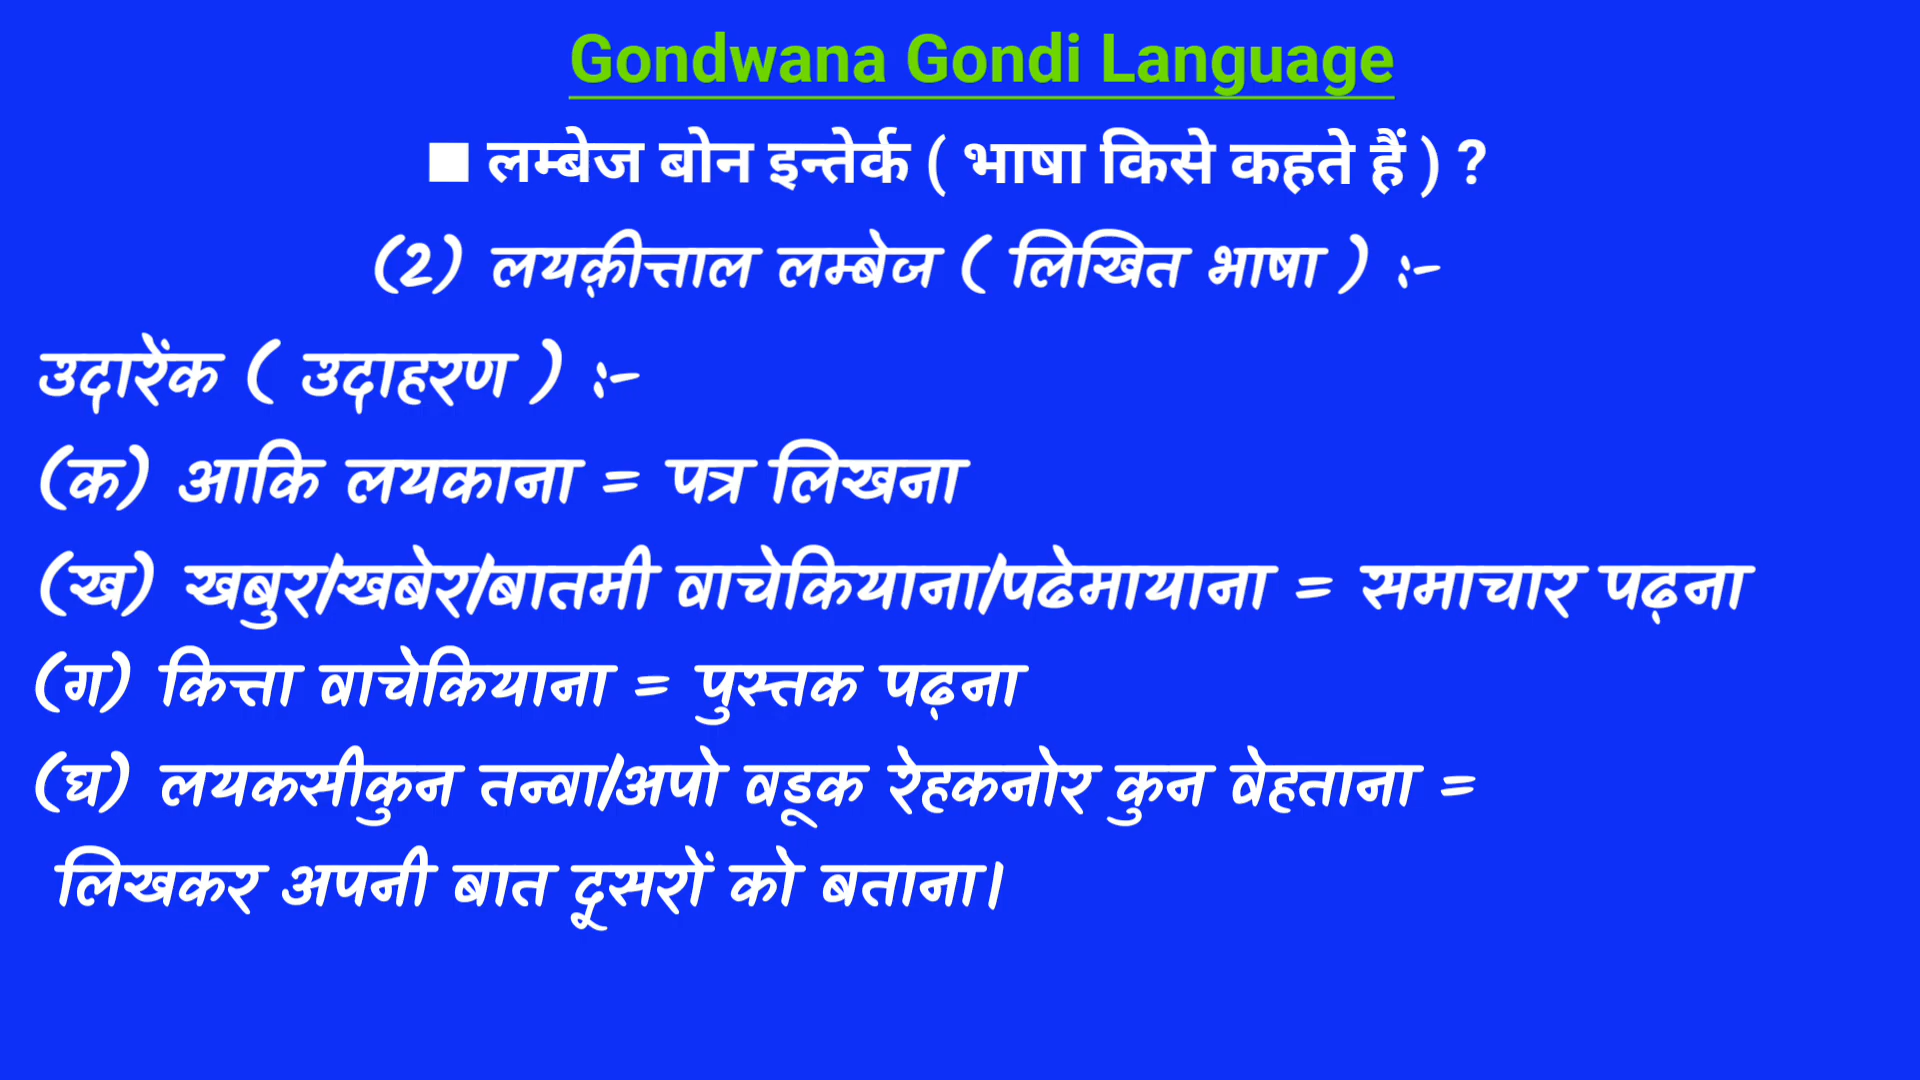 Gondwana Gondi Language
■ लम्बेज बोन इन्तेर्क ( भाषा किसे कहते हैं ) ?
(2) लयक़ीत्ताल लम्बेज ( लिखित भाषा ) :-
उदारेंक ( उदाहरण ) :-
(क) आकि लयकाना = पत्र लिखना
(ख) खबुर/खबेर/बातमी वाचेकियाना/पढेमायाना = समाचार पढ़ना
(ग) कित्ता वाचेकियाना = पुस्तक पढ़ना
(घ) लयकसीकुन तन्वा/अपो वडूक रेहकनोर कुन वेहताना =
लिखकर अपनी बात दूसरों को बताना।